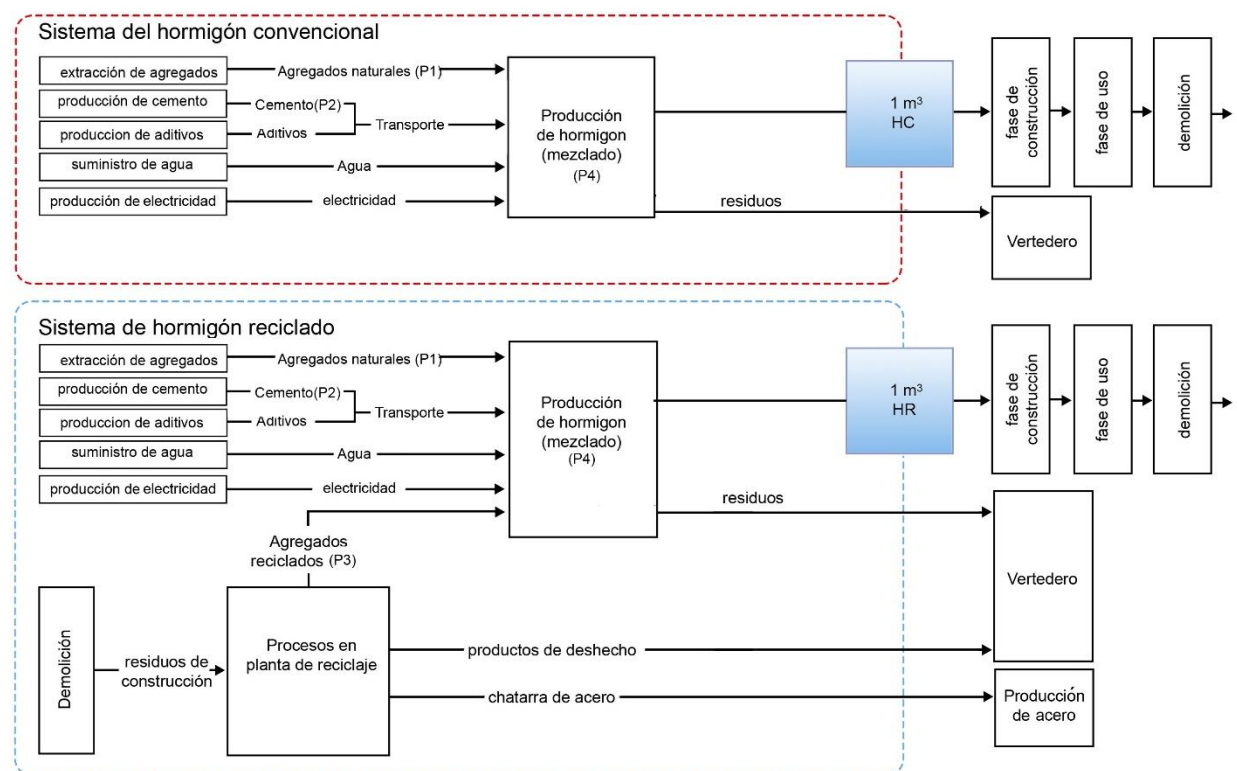 Sistema del hormigón convencional
extracción de agregados
Agregados naturales (P1)
producción de cemento
Cemento(P2)
produccion de aditivos
Aditivos
Transporte
suministro de agua
Agua
producción de electricidad
electricidad
Producción
de hormigon
(mezclado)
(P4)
1 m³
HC
fase de
construcción
fase de uso
demolición
residuos
Vertedero
Sistema de hormigón reciclado
extracción de agregados
Agregados naturales (P1)
producción de cemento
Cemento(P2)
produccion de aditivos
Aditivos
Transporte
suministro de agua
Agua
producción de electricidad
electricidad
Producción
de hormigon
(mezclado)
(P4)
1 m³
HR
fase de
construcción
fase de uso
demolición
residuos
Agregados
reciclados (P3)
Vertedero
Demolición
residuos de
construcción
Procesos en
planta de reciclaje
productos de deshecho
chatarra de acero
Producción
de acero